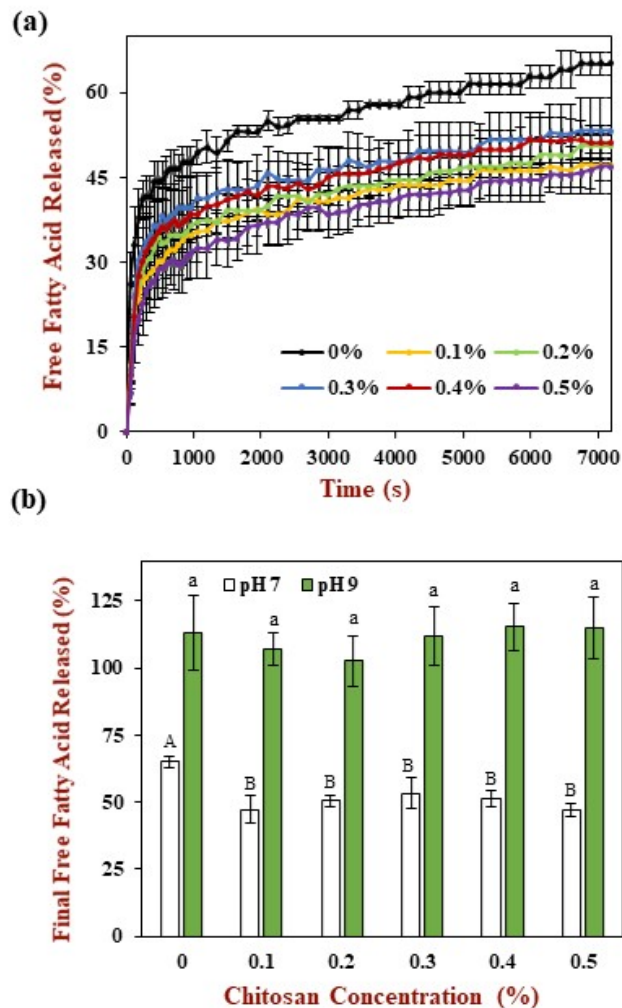 (a)
Free Fatty Acid Released (%)
60
45
30
15
0
0% 0.1% 0.2%
0.3% 0.4% 0.5%
0 1000 2000 3000 4000 5000 6000 7000
Time (s)
(b)
Final Free Fatty Acid Released (%)
pH 7 pH 9
125
100
75
50
25
0
a a a a a a
A B B B B B
0 0.1 0.2 0.3 0.4 0.5
Chitosan Concentration (%)